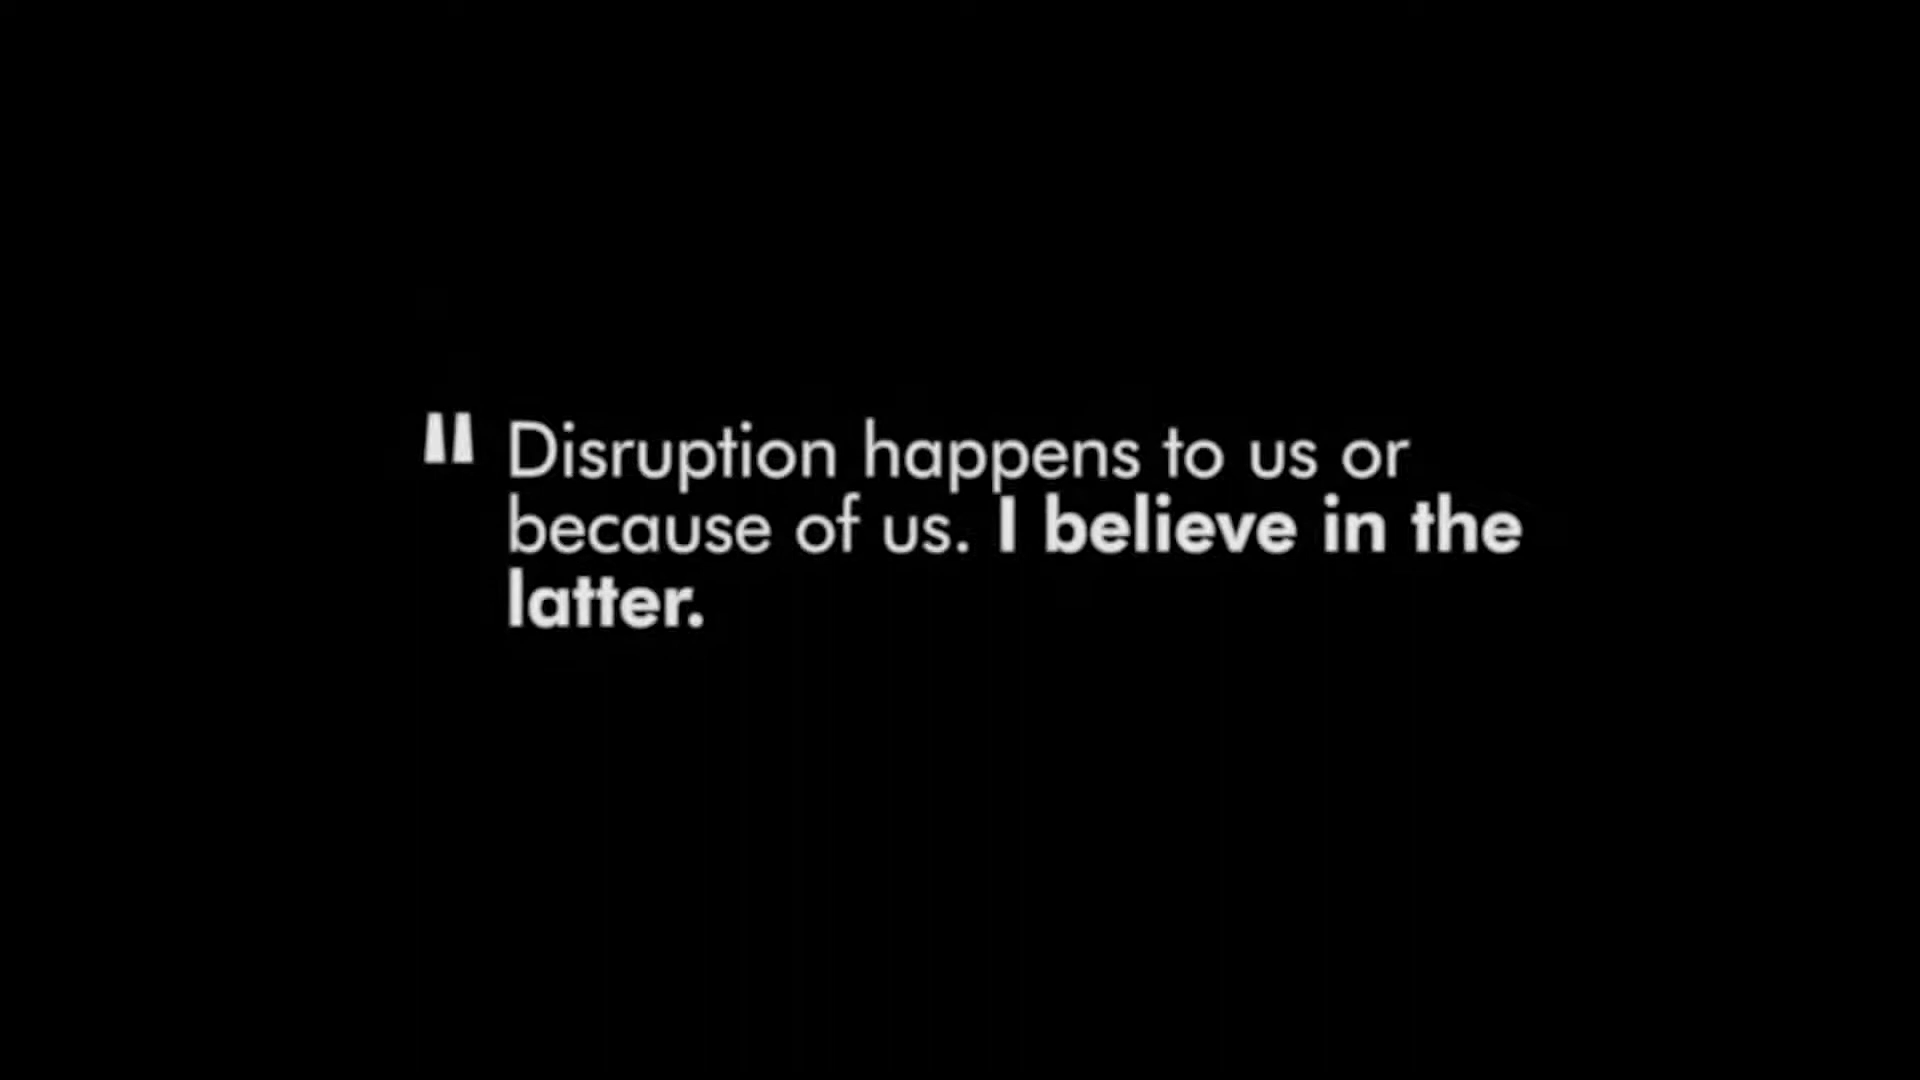 " Disruption happens to us or
because of us. I believe in the
latter.